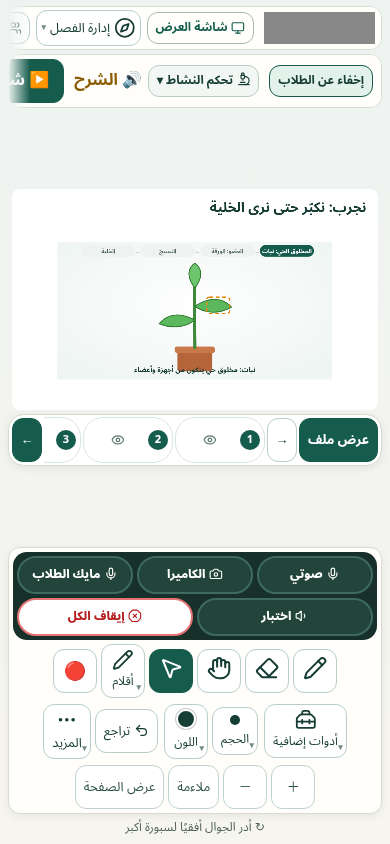 شاشة العرض
إدارة الفصل
إخفاء عن الطلاب
تحكم النشاط
الشرح
نجرب: نكبّر حتى نرى الخلية
المخلوق الحي: نبات
العضو: الورقة
النسيج
الخلية
نبات: مخلوق حي يتكون من أجهزة وأعضاء
عرض ملف
→
1
2
3
←
صوتي
الكاميرا
مايك الطلاب
اختبار
إيقاف الكل
أقلام
أدوات إضافية
الحجم
اللون
تراجع
المزيد
+
−
ملاءمة
عرض الصفحة
↻ أدر الجوال أفقيًا لسبورة أكبر